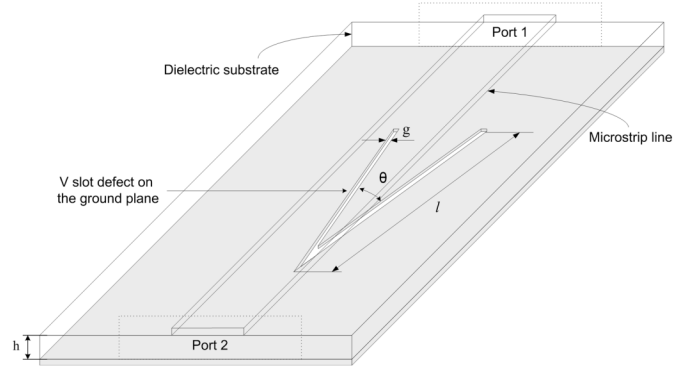 Port 1
Dielectric substrate
g
Microstrip line
V slot defect on
the ground plane
θ
l
h
Port 2